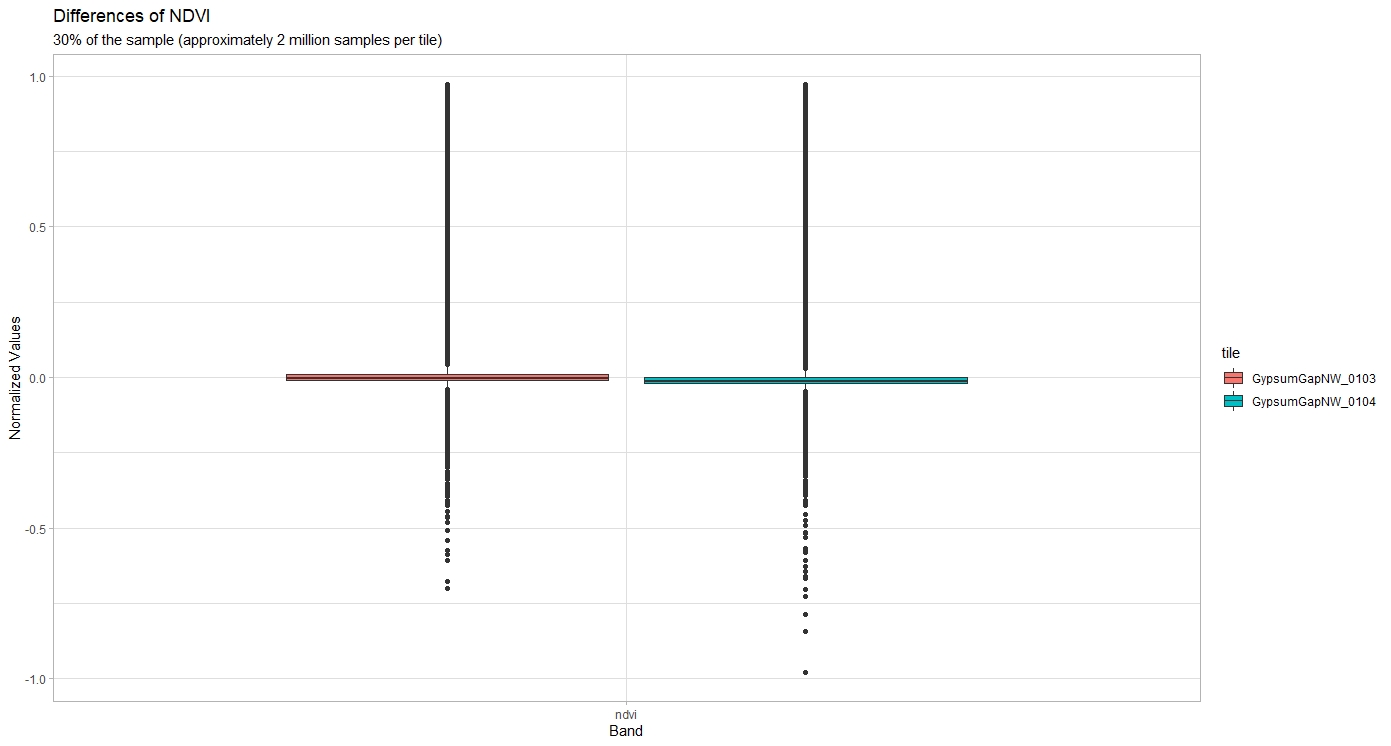 Differences of NDVI
30% of the sample (approximately 2 million samples per tile)
Normalized Values
1.0
0.5
0.0
-0.5
-1.0
ndvi
Band
tile
GypsumGapNW_0103
GypsumGapNW_0104